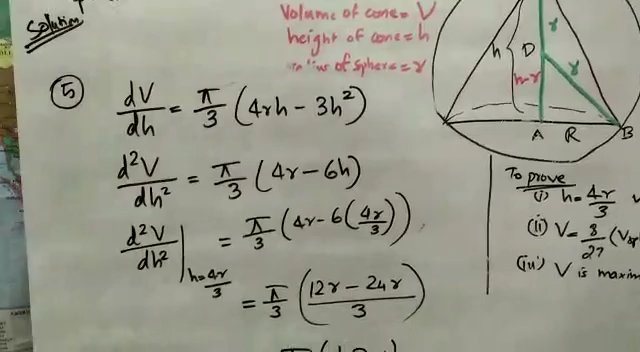 Solution
Volume of cone = V
height of cone = h
of sphere = r
5
dV/dh = π/3 (4rh - 3h²)
d²V/dh² = π/3 (4r - 6h)
d²V/dh² |h=4r/3 = π/3 (4r - 6(4r/3))
= π/3 (12r - 24r / 3)
h
D
r
r
h-r
A
R
B
To prove
(i) h = 4r/3
(ii) V = 8/27 (V
(iii) V is maxim